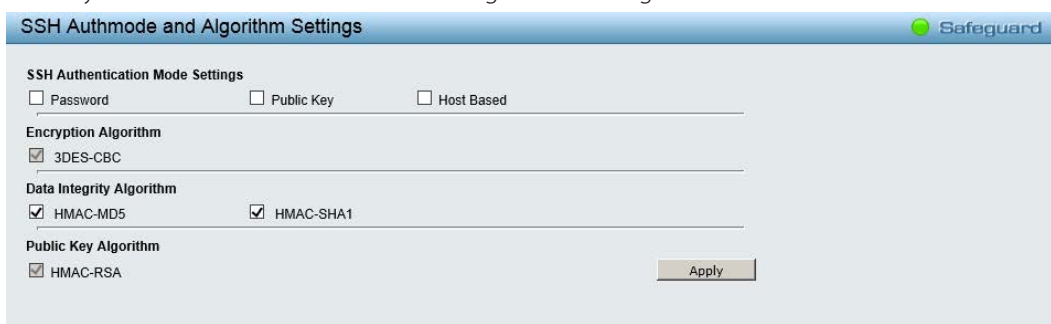 SSH Authmode and Algorithm Settings
Safeguard
SSH Authentication Mode Settings
Password Public Key Host Based
Encryption Algorithm
3DES-CBC
Data Integrity Algorithm
HMAC-MD5 HMAC-SHA1
Public Key Algorithm
HMAC-RSA
Apply